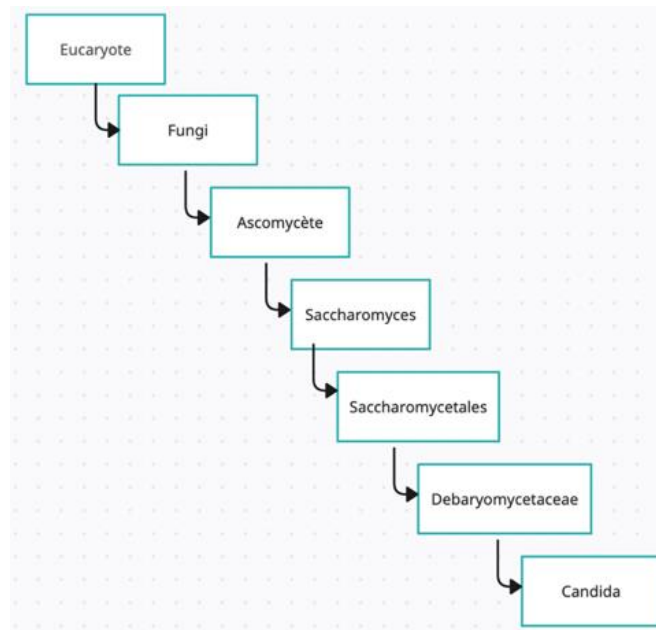 Eucaryote
Fungi
Ascomycète
Saccharomyces
Saccharomycetales
Debaryomycetaceae
Candida